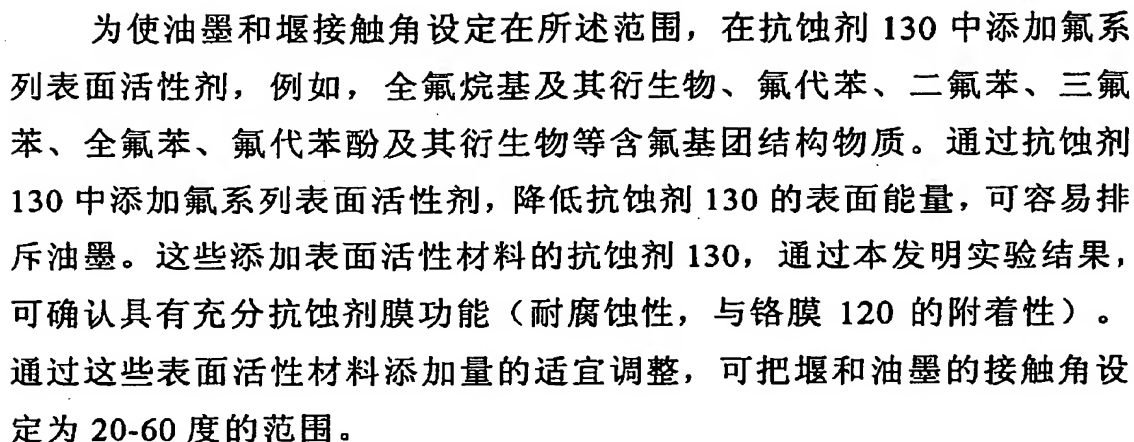 为使油墨和堰接触角设定在所述范围，在抗蚀剂 130 中添加氟系
列表面活性剂，例如，全氟烷基及其衍生物、氟代苯、二氟苯、三氟
苯、全氟苯、氟代苯酚及其衍生物等含氟基团结构物质。通过抗蚀剂
130 中添加氟系列表面活性剂，降低抗蚀剂 130 的表面能量，可容易排
斥油墨。这些添加表面活性材料的抗蚀剂 130，通过本发明实验结果，
可确认具有充分抗蚀剂膜功能（耐腐蚀性，与铬膜 120 的附着性）。
通过这些表面活性材料添加量的适宜调整，可把堰和油墨的接触角设
定为 20-60 度的范围。